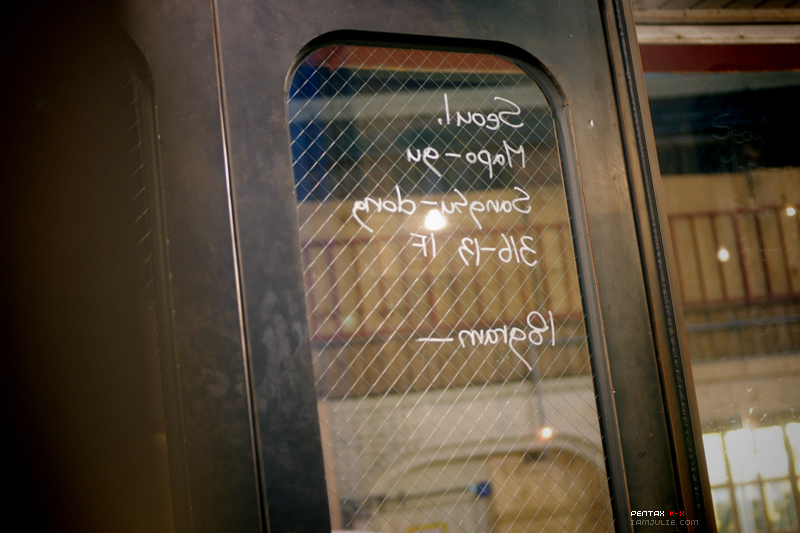 Seoul.
Mapo-gu
Sangsu-dong
316-13, 1F
18gram—
PENTAX K-X
IAMJULIE.COM